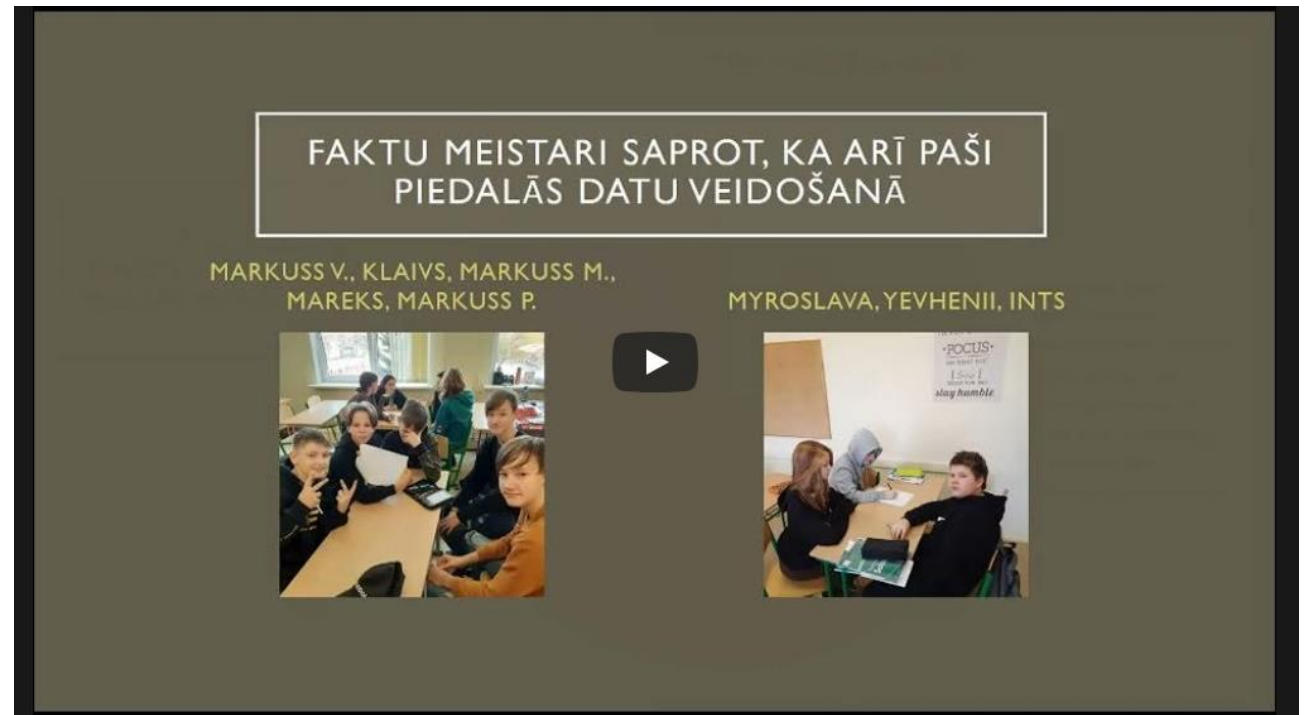 FAKTU MEISTARI SAPROT, KA ARĪ PAŠI
PIEDALĀS DATU VEIDOŠANĀ
MARKUSS V., KLAIVS, MARKUSS M.,
MAREKS, MARKUSS P.
MYROSLAVA, YEVHENII, INTS
·FOCUS·
stay humble